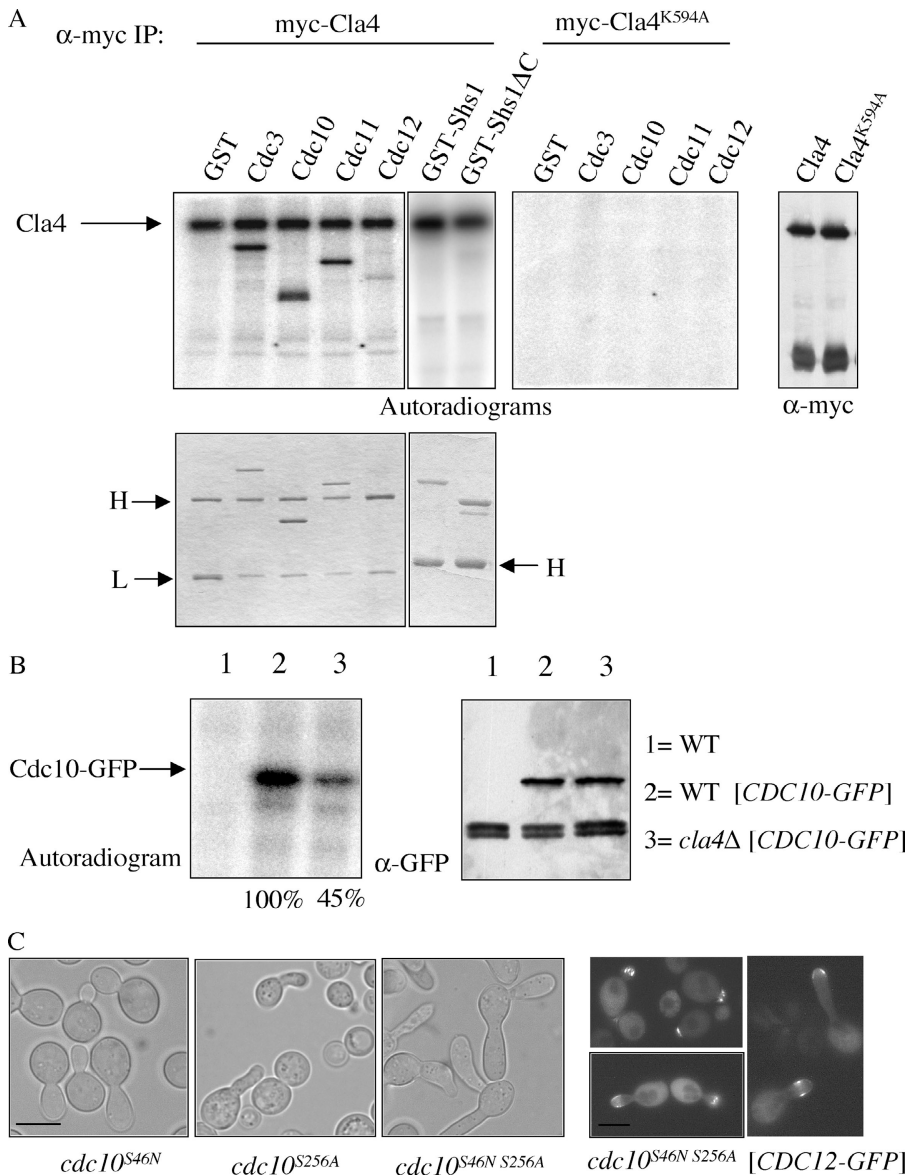 A
α-myc IP:
myc-Cla4
myc-Cla4K594A
GST
Cdc3
Cdc10
Cdc11
Cdc12
GST-Shs1
GST-Shs1ΔC
GST
Cdc3
Cdc10
Cdc11
Cdc12
Cla4
Cla4K594A
Cla4
Autoradiograms
α-myc
H
L
H
B
1 2 3
1 2 3
Cdc10-GFP
Autoradiogram
100% 45%
α-GFP
1= WT
2= WT [CDC10-GFP]
3= cla4Δ [CDC10-GFP]
C
cdc10S46N
cdc10S256A
cdc10S46N S256A
cdc10S46N S256A
[CDC12-GFP]